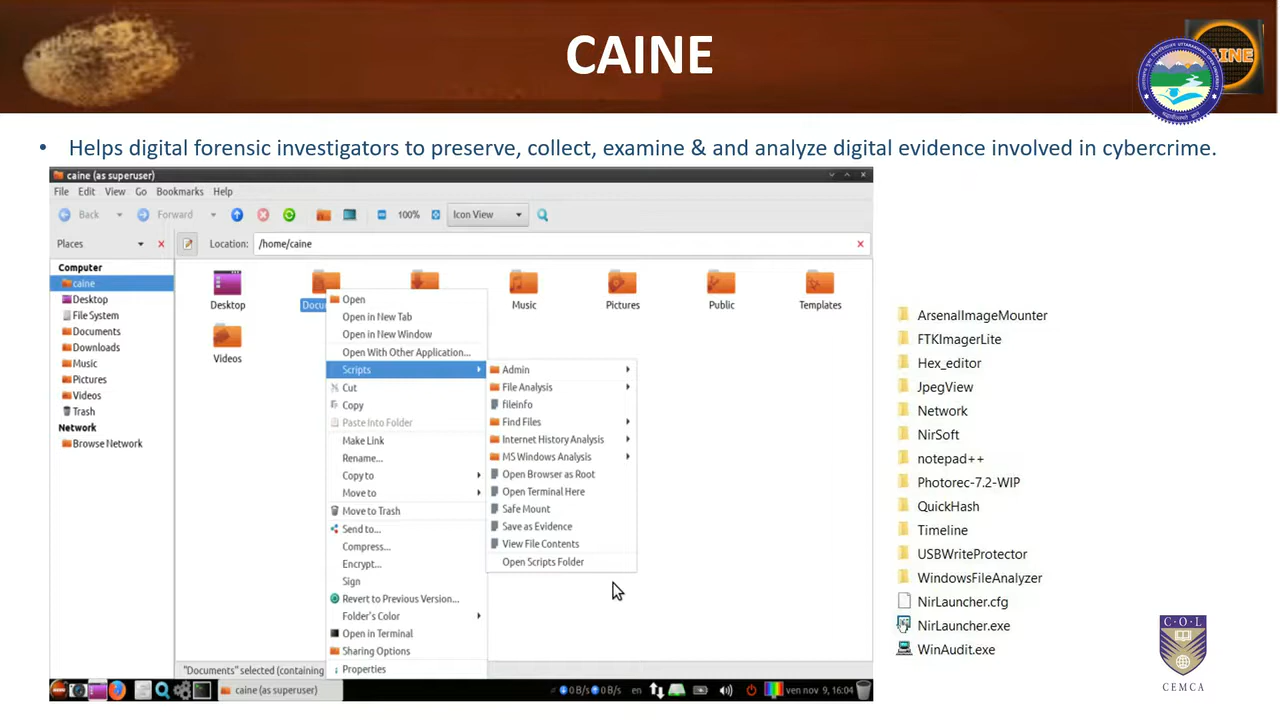 CAINE
AINE
• Helps digital forensic investigators to preserve, collect, examine & and analyze digital evidence involved in cybercrime.
caine (as superuser)
File Edit View Go Bookmarks Help
Back Forward 100% Icon View
Places Location: /home/caine
Computer
caine
Desktop
File System
Documents
Downloads
Music
Pictures
Videos
Trash
Network
Browse Network
Desktop Docu Music Pictures Public Templates
Videos
Open
Open in New Tab
Open in New Window
Open With Other Application...
Scripts
Cut
Copy
Paste Into Folder
Make Link
Rename...
Copy to
Move to
Move to Trash
Send to...
Compress...
Encrypt...
Sign
Revert to Previous Version...
Folder's Color
Open in Terminal
Sharing Options
Properties
Admin
File Analysis
fileinfo
Find Files
Internet History Analysis
MS Windows Analysis
Open Browser as Root
Open Terminal Here
Safe Mount
Save as Evidence
View File Contents
Open Scripts Folder
"Documents" selected (containing
caine (as superuser) 0 B/s 0 B/s en ven nov 9, 16:04
ArsenalImageMounter
FTKImagerLite
Hex_editor
JpegView
Network
NirSoft
notepad++
Photorec-7.2-WIP
QuickHash
Timeline
USBWriteProtector
WindowsFileAnalyzer
NirLauncher.cfg
NirLauncher.exe
WinAudit.exe
C·O·L
CEMCA